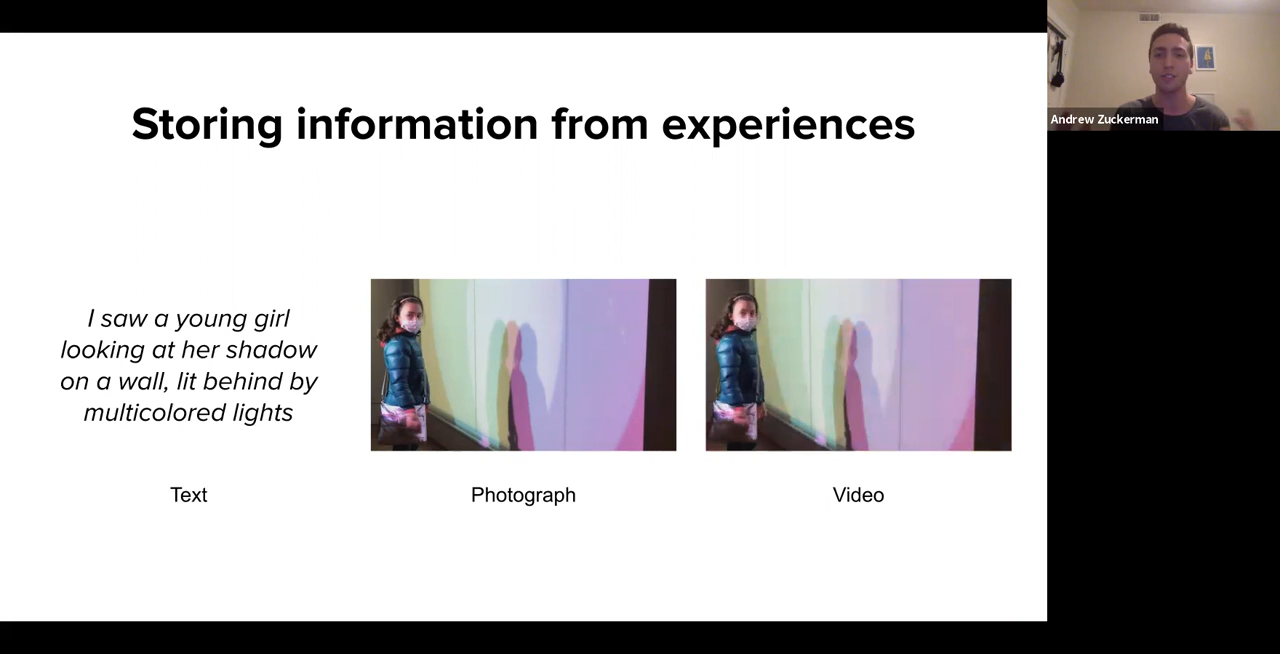 Storing information from experiences
I saw a young girl
looking at her shadow
on a wall, lit behind by
multicolored lights
Text
Photograph
Video
Andrew Zuckerman